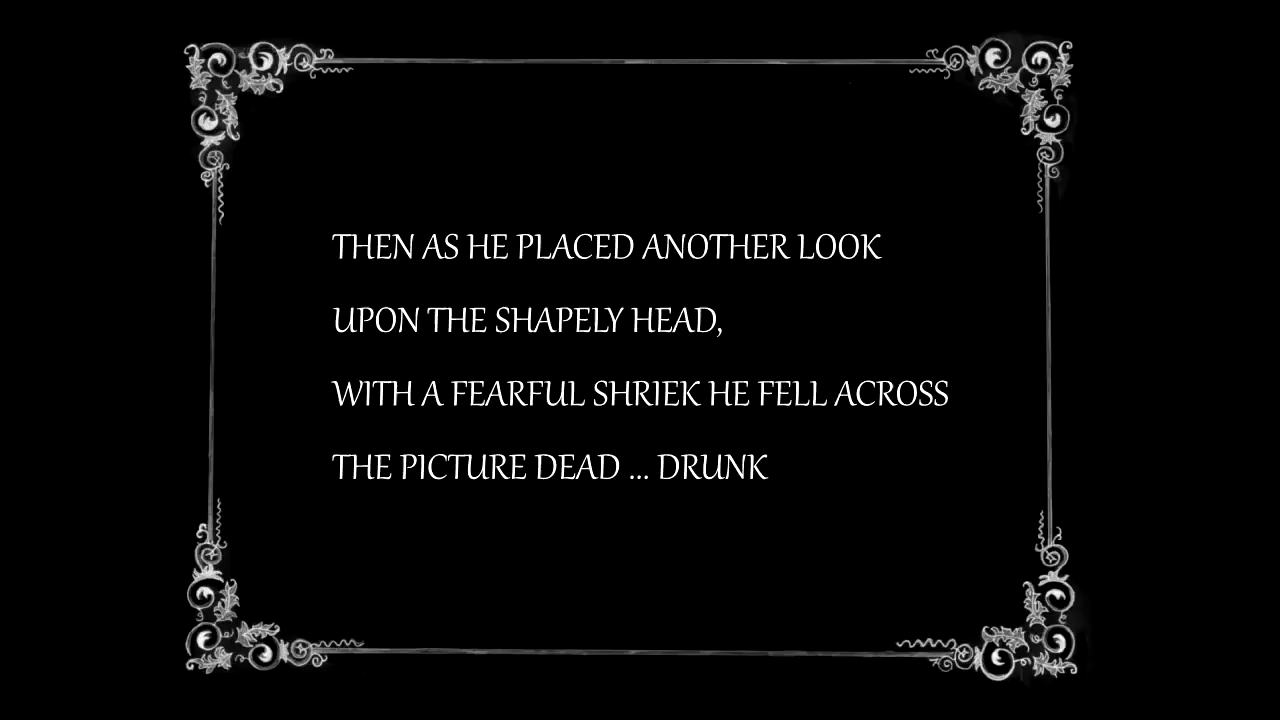 THEN AS HE PLACED ANOTHER LOOK
UPON THE SHAPELY HEAD,
WITH A FEARFUL SHRIEK HE FELL ACROSS
THE PICTURE DEAD ... DRUNK